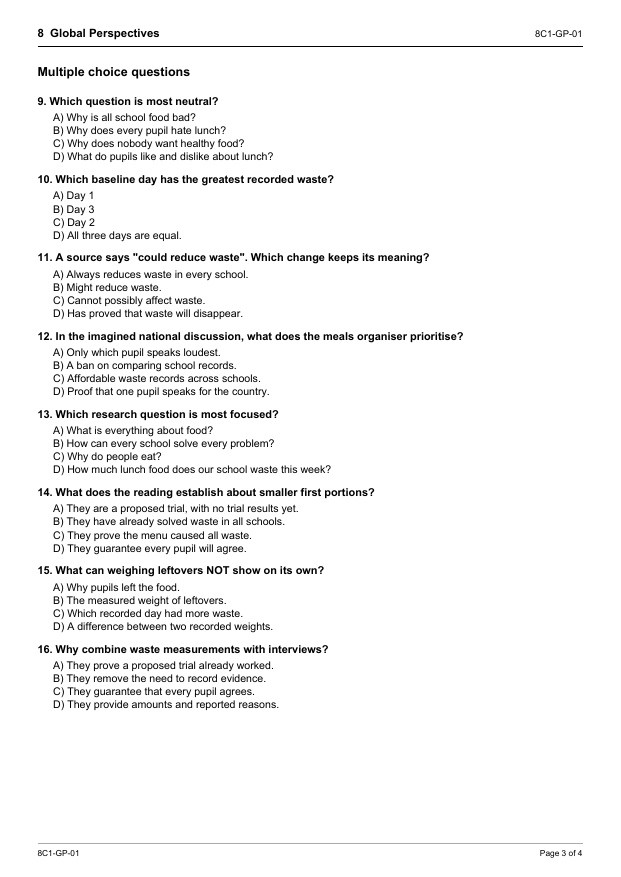 8 Global Perspectives
8C1-GP-01
Multiple choice questions
9. Which question is most neutral?
A) Why is all school food bad?
B) Why does every pupil hate lunch?
C) Why does nobody want healthy food?
D) What do pupils like and dislike about lunch?
10. Which baseline day has the greatest recorded waste?
A) Day 1
B) Day 3
C) Day 2
D) All three days are equal.
11. A source says "could reduce waste". Which change keeps its meaning?
A) Always reduces waste in every school.
B) Might reduce waste.
C) Cannot possibly affect waste.
D) Has proved that waste will disappear.
12. In the imagined national discussion, what does the meals organiser prioritise?
A) Only which pupil speaks loudest.
B) A ban on comparing school records.
C) Affordable waste records across schools.
D) Proof that one pupil speaks for the country.
13. Which research question is most focused?
A) What is everything about food?
B) How can every school solve every problem?
C) Why do people eat?
D) How much lunch food does our school waste this week?
14. What does the reading establish about smaller first portions?
A) They are a proposed trial, with no trial results yet.
B) They have already solved waste in all schools.
C) They prove the menu caused all waste.
D) They guarantee every pupil will agree.
15. What can weighing leftovers NOT show on its own?
A) Why pupils left the food.
B) The measured weight of leftovers.
C) Which recorded day had more waste.
D) A difference between two recorded weights.
16. Why combine waste measurements with interviews?
A) They prove a proposed trial already worked.
B) They remove the need to record evidence.
C) They guarantee that every pupil agrees.
D) They provide amounts and reported reasons.
8C1-GP-01
Page 3 of 4